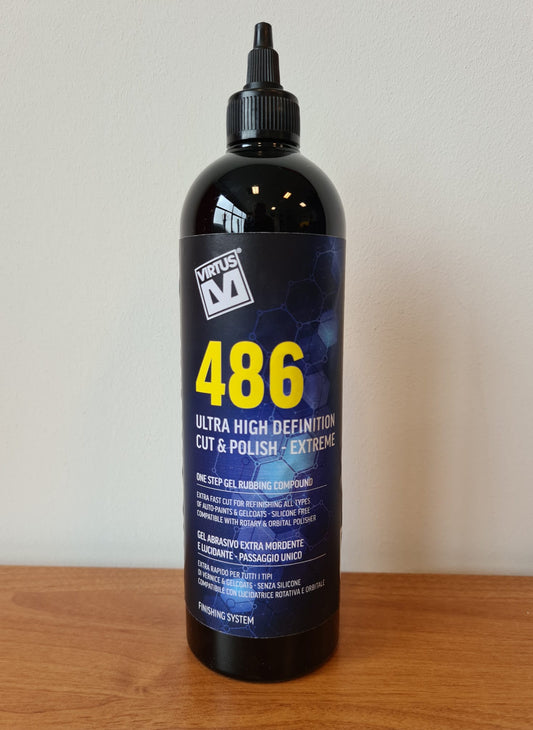 VIRTUS®
486
ULTRA HIGH DEFINITION
CUT & POLISH - EXTREME
ONE STEP GEL RUBBING COMPOUND
EXTRA FAST CUT FOR REFINISHING ALL TYPES
OF AUTO-PAINTS & GELCOATS - SILICONE FREE
COMPATIBLE WITH ROTARY & ORBITAL POLISHER
GEL ABRASIVO EXTRA MORDENTE
E LUCIDANTE - PASSAGGIO UNICO
EXTRA RAPIDO PER TUTTI I TIPI
DI VERNICE & GELCOATS - SENZA SILICONE
COMPATIBILE CON LUCIDATRICE ROTATIVA E ORBITALE
FINISHING SYSTEM